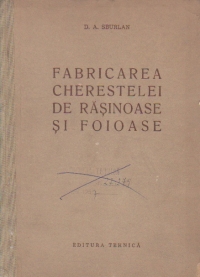 D. A. SBURLAN
FABRICAREA
CHERESTELEI
DE RĂȘINOASE
ȘI FOIOASE
EDITURA TEHNICĂ